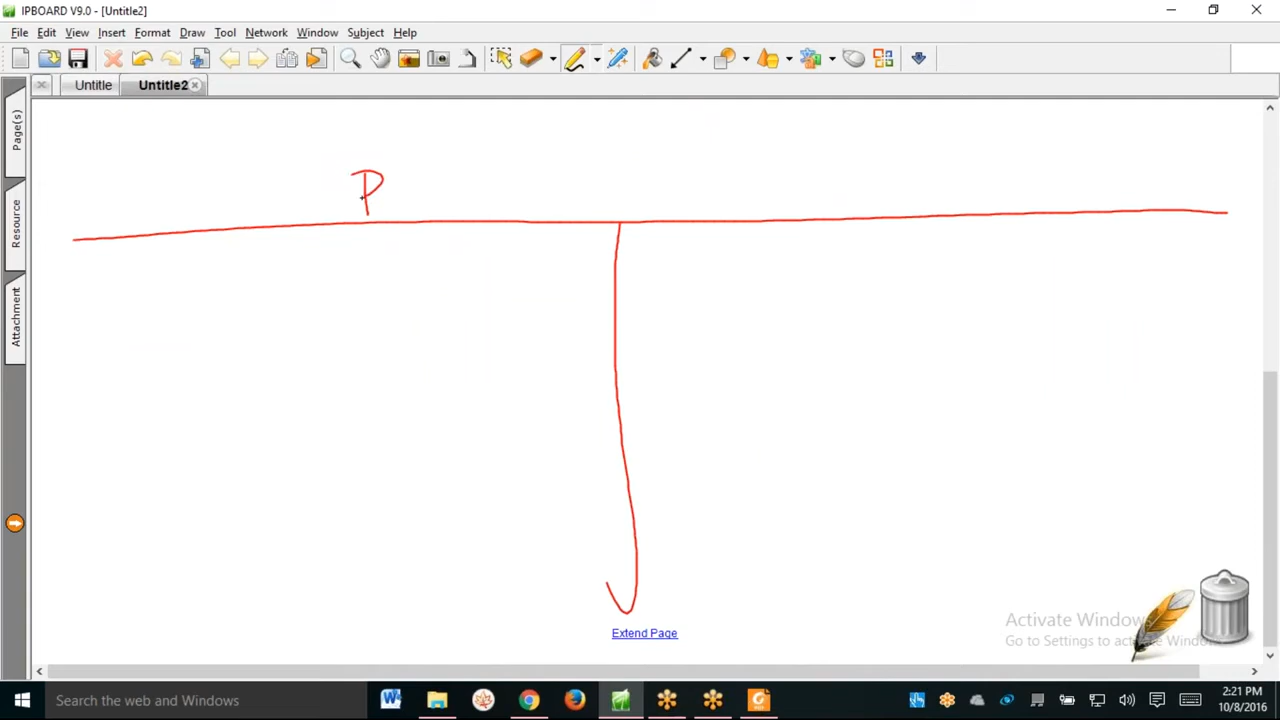 IPBOARD V9.0 - [Untitle2]
File Edit View Insert Format Draw Tool Network Window Subject Help
Untitle Untitle2
Page(s)
Resource
Attachment
P
Extend Page
Activate Windows
Go to Settings to activate Windows
Search the web and Windows
2:21 PM
10/8/2016